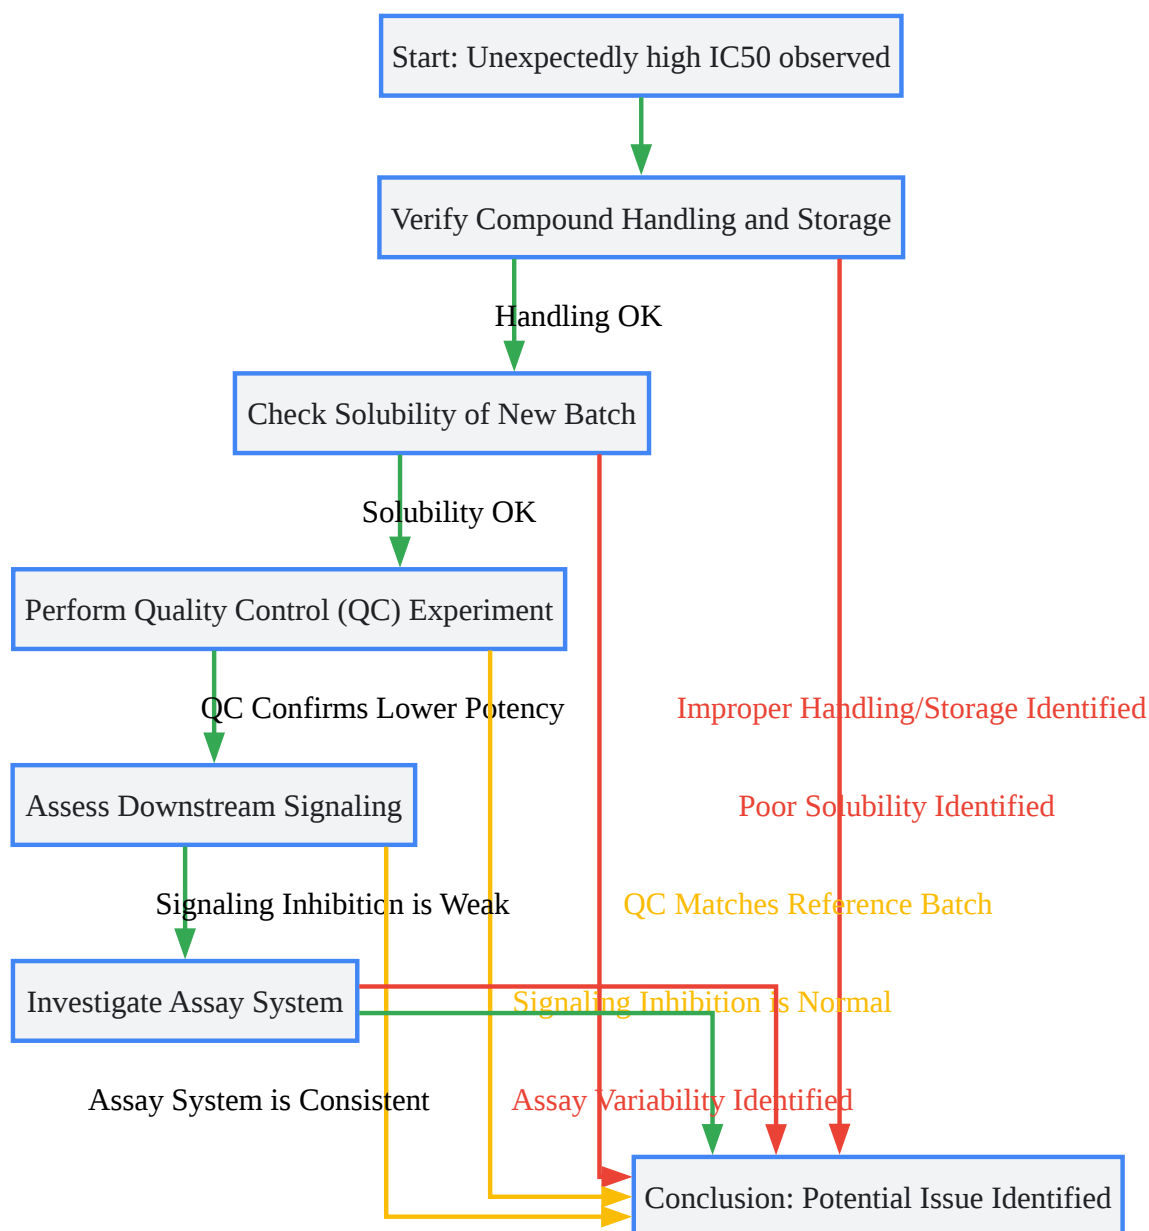 Start: Unexpectedly high IC50 observed
Verify Compound Handling and Storage
Handling OK
Check Solubility of New Batch
Solubility OK
Perform Quality Control (QC) Experiment
QC Confirms Lower Potency
Improper Handling/Storage Identified
Assess Downstream Signaling
Poor Solubility Identified
Signaling Inhibition is Weak
QC Matches Reference Batch
Investigate Assay System
Signaling Inhibition is Normal
Assay System is Consistent
Assay Variability Identified
Conclusion: Potential Issue Identified